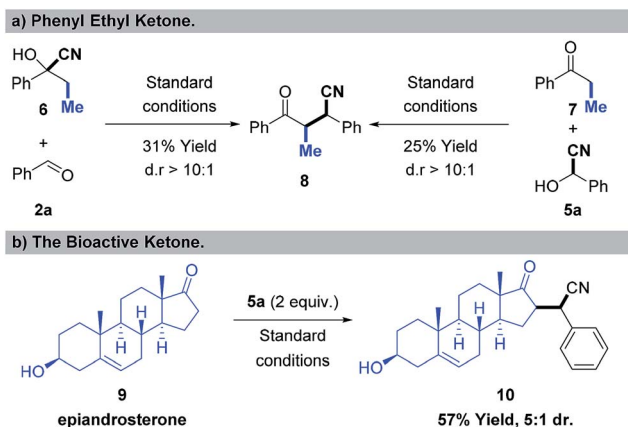 a) Phenyl Ethyl Ketone.
HO CN
Ph
Me
6
+
Ph O
2a
Standard
conditions
31% Yield
d.r > 10:1
O CN
Ph Ph
Me
8
Standard
conditions
25% Yield
d.r > 10:1
O
Ph
Me
7
+
CN
HO Ph
5a
b) The Bioactive Ketone.
O
H
H H
HO
9
epiandrosterone
5a (2 equiv.)
Standard
conditions
O
CN
H
H H
HO
10
57% Yield, 5:1 dr.